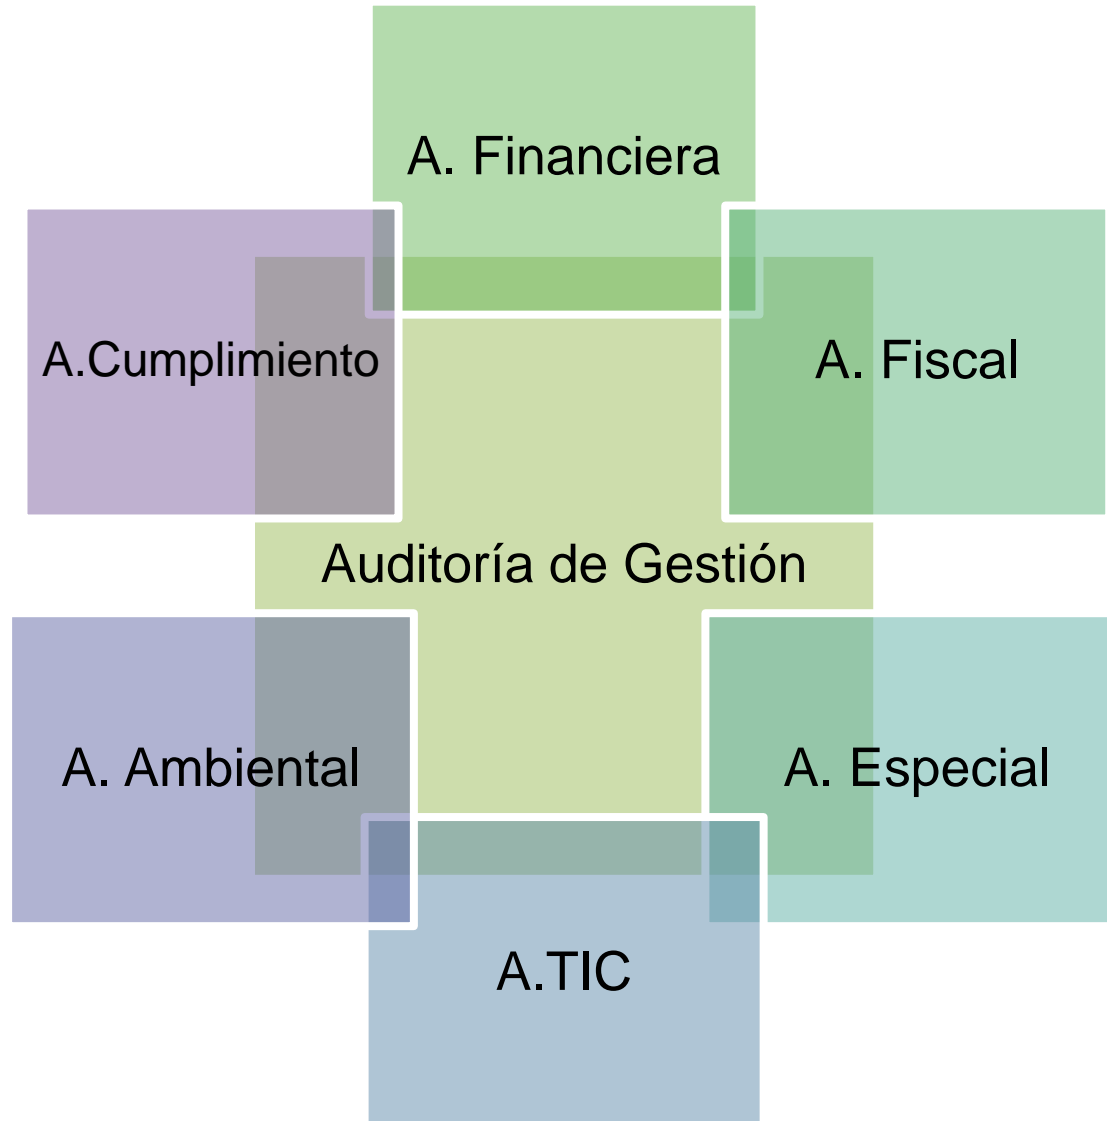 A. Financiera
A.Cumplimiento
A. Fiscal
Auditoría de Gestión
A. Ambiental
A. Especial
A.TIC